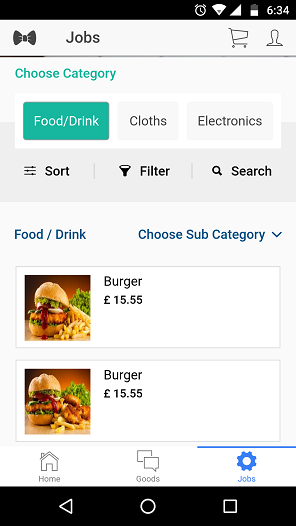 6:34
Jobs
Choose Category
Food/Drink Cloths Electronics
Sort Filter Search
Food / Drink Choose Sub Category
Burger
£ 15.55
Burger
£ 15.55
Home Goods Jobs